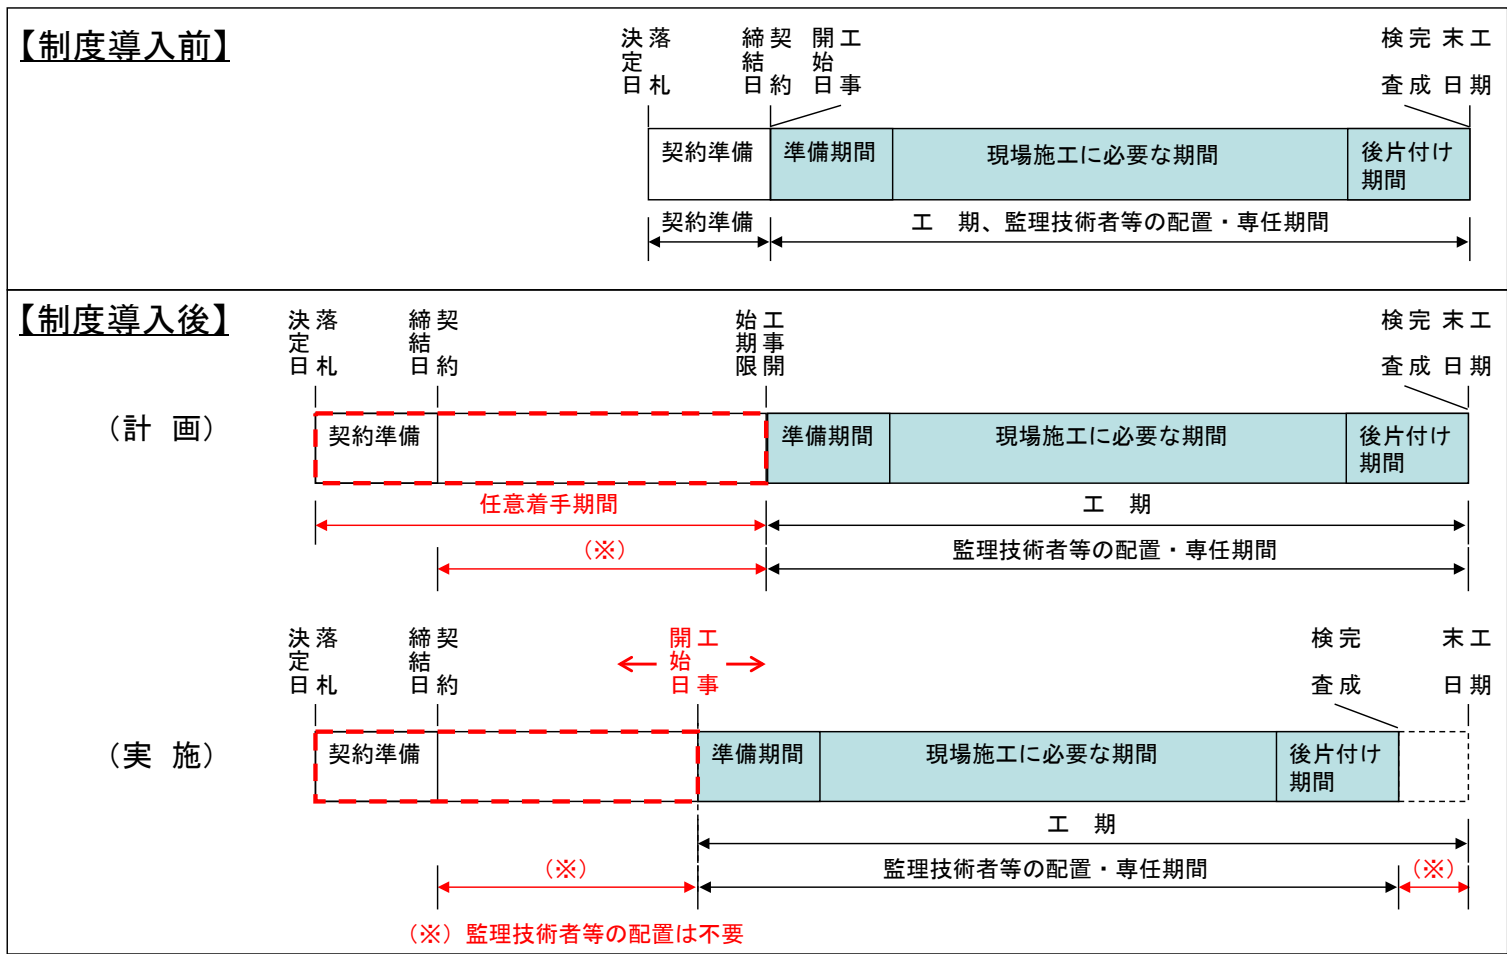 【制度導入前】
落札決定日
契約締結日
工事開始日
完成検査
工期末日
契約準備
準備期間
現場施工に必要な期間
後片付け
期間
契約準備
工　期、監理技術者等の配置・専任期間
【制度導入後】
落札決定日
契約締結日
工事開始期限
完成検査
工期末日
（計　画）
契約準備
準備期間
現場施工に必要な期間
後片付け
期間
任意着手期間
工　期
（※）
監理技術者等の配置・専任期間
落札決定日
契約締結日
工事開始日
完成検査
工期末日
（実　施）
契約準備
準備期間
現場施工に必要な期間
後片付け
期間
工　期
（※）
監理技術者等の配置・専任期間
（※）
（※）監理技術者等の配置は不要